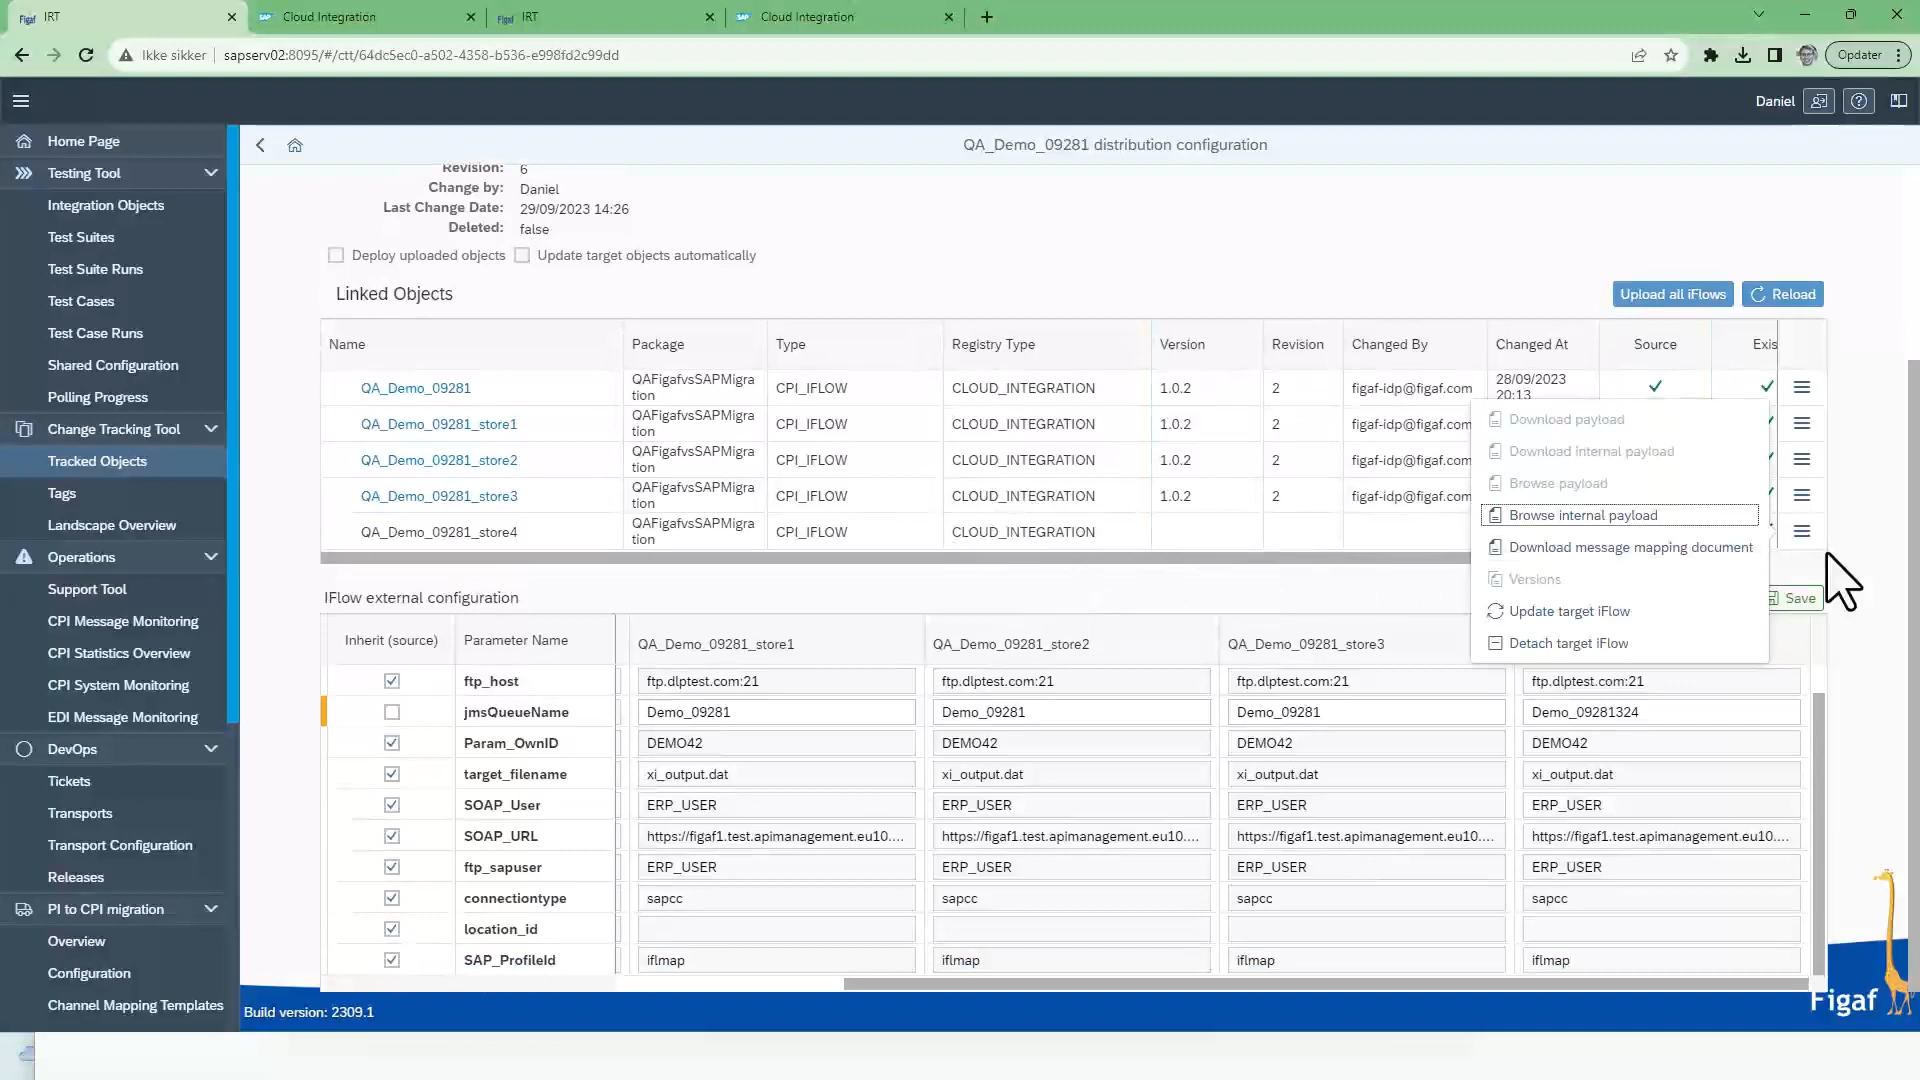 Figaf IRT
SAP Cloud Integration
Figaf IRT
SAP Cloud Integration
Ikke sikker
sapserv02:8095/#/ctt/64dc5ec0-a502-4358-b536-e998fd2c99dd
Opdater
Daniel
Home Page
Testing Tool
Integration Objects
Test Suites
Test Suite Runs
Test Cases
Test Case Runs
Shared Configuration
Polling Progress
Change Tracking Tool
Tracked Objects
Tags
Landscape Overview
Operations
Support Tool
CPI Message Monitoring
CPI Statistics Overview
CPI System Monitoring
EDI Message Monitoring
DevOps
Tickets
Transports
Transport Configuration
Releases
PI to CPI migration
Overview
Configuration
Channel Mapping Templates
QA_Demo_09281 distribution configuration
Revision: 6
Change by: Daniel
Last Change Date: 29/09/2023 14:26
Deleted: false
Deploy uploaded objects Update target objects automatically
Linked Objects
Upload all iFlows Reload
Name Package Type Registry Type Version Revision Changed By Changed At Source Exis
QA_Demo_09281 QAFigafvsSAPMigra
tion CPI_IFLOW CLOUD_INTEGRATION 1.0.2 2 figaf-idp@figaf.com 28/09/2023
20:13
QA_Demo_09281_store1 QAFigafvsSAPMigra
tion CPI_IFLOW CLOUD_INTEGRATION 1.0.2 2 figaf-idp@figaf.com
QA_Demo_09281_store2 QAFigafvsSAPMigra
tion CPI_IFLOW CLOUD_INTEGRATION 1.0.2 2 figaf-idp@figaf.com
QA_Demo_09281_store3 QAFigafvsSAPMigra
tion CPI_IFLOW CLOUD_INTEGRATION 1.0.2 2 figaf-idp@figaf.com
QA_Demo_09281_store4 QAFigafvsSAPMigra
tion CPI_IFLOW CLOUD_INTEGRATION
Download payload
Download internal payload
Browse payload
Browse internal payload
Download message mapping document
Versions
Update target iFlow
Detach target iFlow
IFlow external configuration
Save
Inherit (source) Parameter Name QA_Demo_09281_store1 QA_Demo_09281_store2 QA_Demo_09281_store3
ftp_host ftp.dlptest.com:21 ftp.dlptest.com:21 ftp.dlptest.com:21 ftp.dlptest.com:21
jmsQueueName Demo_09281 Demo_09281 Demo_09281 Demo_09281324
Param_OwnID DEMO42 DEMO42 DEMO42 DEMO42
target_filename xi_output.dat xi_output.dat xi_output.dat xi_output.dat
SOAP_User ERP_USER ERP_USER ERP_USER ERP_USER
SOAP_URL https://figaf1.test.apimanagement.eu10.... https://figaf1.test.apimanagement.eu10.... https://figaf1.test.apimanagement.eu10.... https://figaf1.test.apimanagement.eu10....
ftp_sapuser ERP_USER ERP_USER ERP_USER ERP_USER
connectiontype sapcc sapcc sapcc sapcc
location_id
SAP_ProfileId iflmap iflmap iflmap iflmap
Figaf
Build version: 2309.1